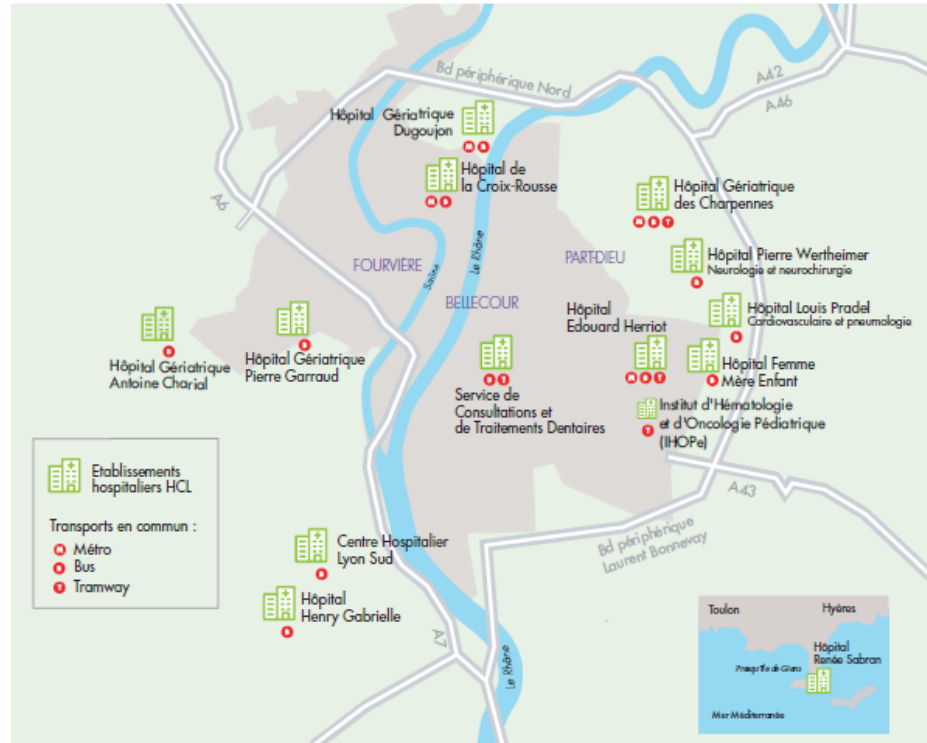 Bd périphérique Nord
A42
A46
Hôpital Gériatrique
Dugoujon
M B
Hôpital de
la Croix-Rousse
M B
Hôpital Gériatrique
des Charpennes
M B T
A6
Saône
Le Rhône
FOURVIÈRE
PART-DIEU
BELLECOUR
Hôpital Pierre Wertheimer
Neurologie et neurochirurgie
B
Hôpital Louis Pradel
Cardiovasculaire et pneumologie
B
Hôpital
Edouard Herriot
M B T
Hôpital Femme
Mère Enfant
B
Hôpital Gériatrique
Antoine Charial
B
Hôpital Gériatrique
Pierre Garraud
B
Service de
Consultations et
de Traitements Dentaires
B T
Institut d'Hématologie
et d'Oncologie Pédiatrique
(IHOPe)
T
A43
Bd périphérique
Laurent Bonnevay
Etablissements
hospitaliers HCL
Transports en commun :
M Métro
B Bus
T Tramway
Centre Hospitalier
Lyon Sud
B
Hôpital
Henry Gabrielle
B
A7
Le Rhône
Toulon
Hyères
Hôpital
Renée Sabran
Presqu'île de Giens
Mer Méditerranée